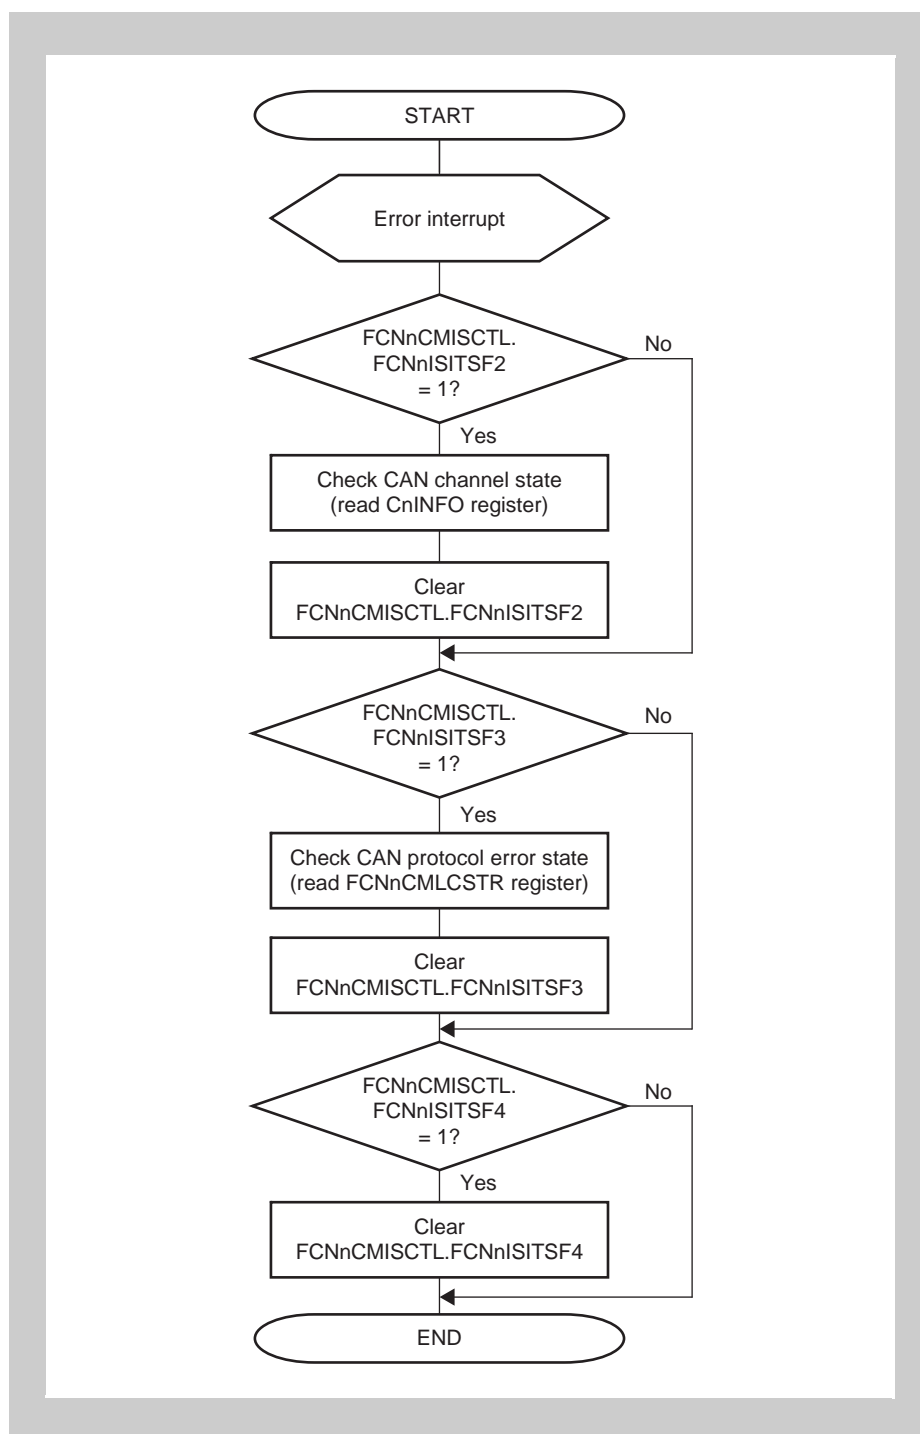 START
Error interrupt
FCNnCMISCTL.
FCNnISITSF2
= 1?
No
Yes
Check CAN channel state
(read CnINFO register)
Clear
FCNnCMISCTL.FCNnISITSF2
FCNnCMISCTL.
FCNnISITSF3
= 1?
No
Yes
Check CAN protocol error state
(read FCNnCMLCSTR register)
Clear
FCNnCMISCTL.FCNnISITSF3
FCNnCMISCTL.
FCNnISITSF4
= 1?
No
Yes
Clear
FCNnCMISCTL.FCNnISITSF4
END